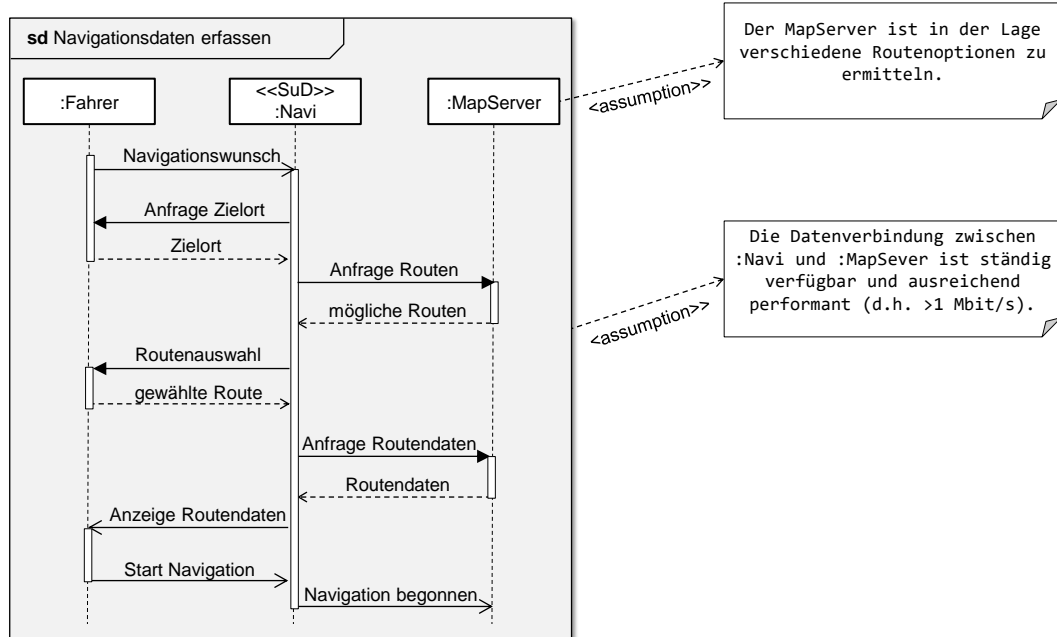 sd Navigationsdaten erfassen
:Fahrer
<<SuD>>
:Navi
:MapServer
Navigationswunsch
Anfrage Zielort
Zielort
Anfrage Routen
mögliche Routen
Routenauswahl
gewählte Route
Anfrage Routendaten
Routendaten
Anzeige Routendaten
Start Navigation
Navigation begonnen
Der MapServer ist in der Lage
verschiedene Routenoptionen zu
ermitteln.
<assumption>>
Die Datenverbindung zwischen
:Navi und :MapSever ist ständig
verfügbar und ausreichend
performant (d.h. >1 Mbit/s).
<assumption>>